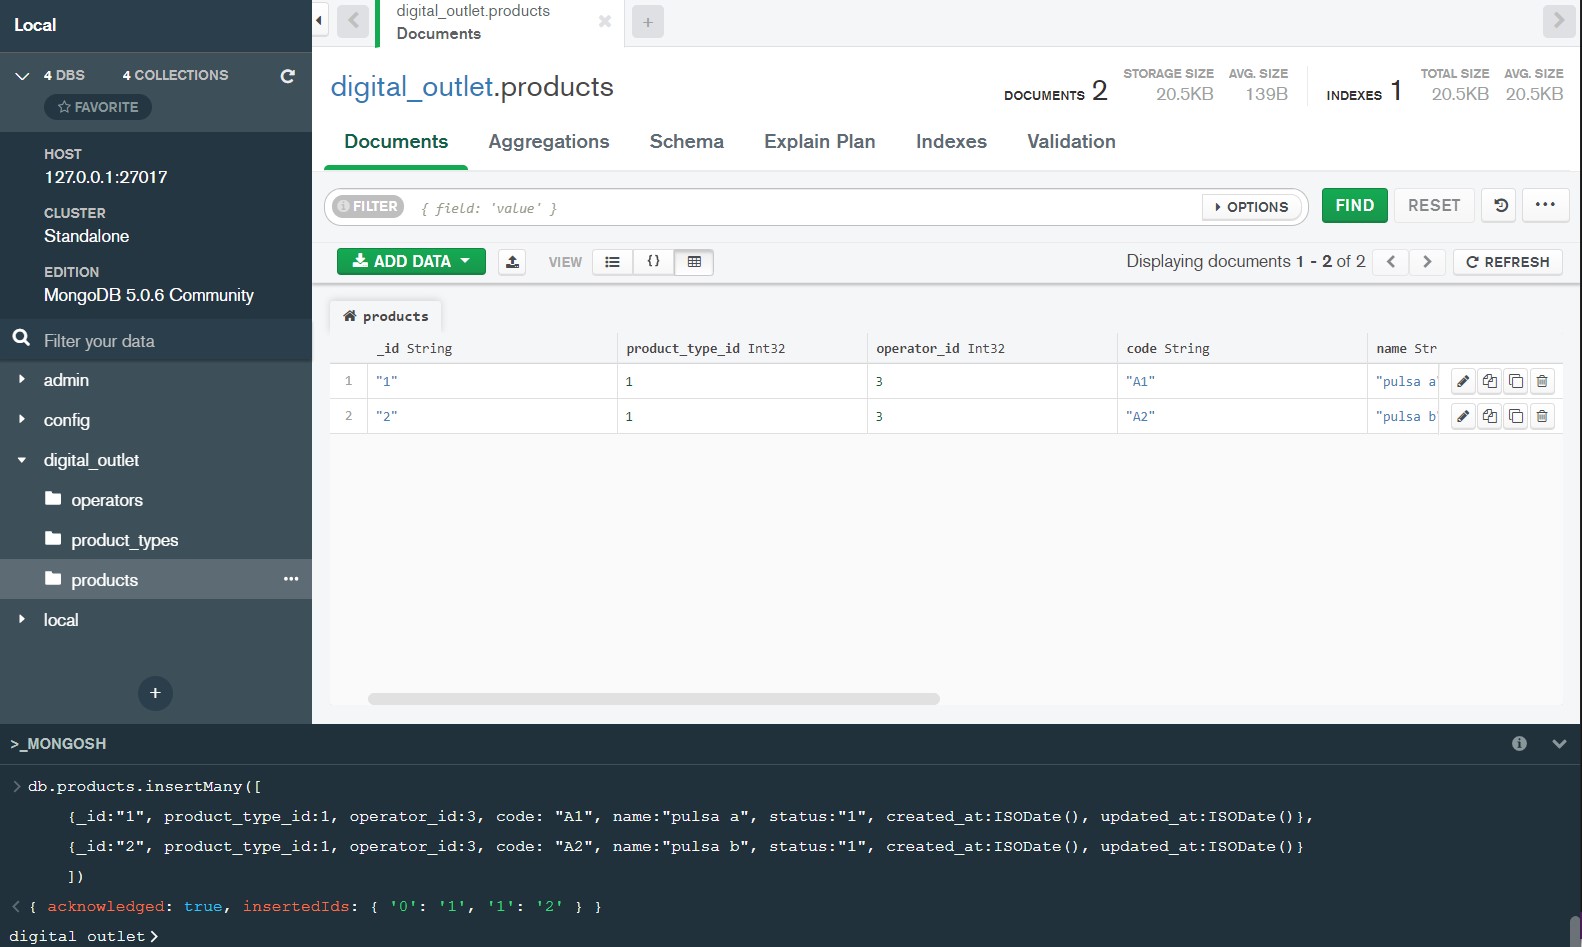 Local
4 DBS 4 COLLECTIONS
FAVORITE
HOST
127.0.0.1:27017
CLUSTER
Standalone
EDITION
MongoDB 5.0.6 Community
Filter your data
admin
config
digital_outlet
operators
product_types
products
local
+
digital_outlet.products
Documents
+
digital_outlet.products
DOCUMENTS 2
STORAGE SIZE AVG. SIZE
20.5KB 139B
INDEXES 1
TOTAL SIZE AVG. SIZE
20.5KB 20.5KB
Documents Aggregations Schema Explain Plan Indexes Validation
FILTER { field: 'value' } OPTIONS FIND RESET ...
ADD DATA VIEW {} Displaying documents 1 - 2 of 2 REFRESH
products
_id String product_type_id Int32 operator_id Int32 code String name Str
1 "1" 1 3 "A1" "pulsa a
2 "2" 1 3 "A2" "pulsa b
>_MONGOSH
> db.products.insertMany([
{_id:"1", product_type_id:1, operator_id:3, code: "A1", name:"pulsa a", status:"1", created_at:ISODate(), updated_at:ISODate()},
{_id:"2", product_type_id:1, operator_id:3, code: "A2", name:"pulsa b", status:"1", created_at:ISODate(), updated_at:ISODate()}
])
< { acknowledged: true, insertedIds: { '0': '1', '1': '2' } }
digital_outlet>